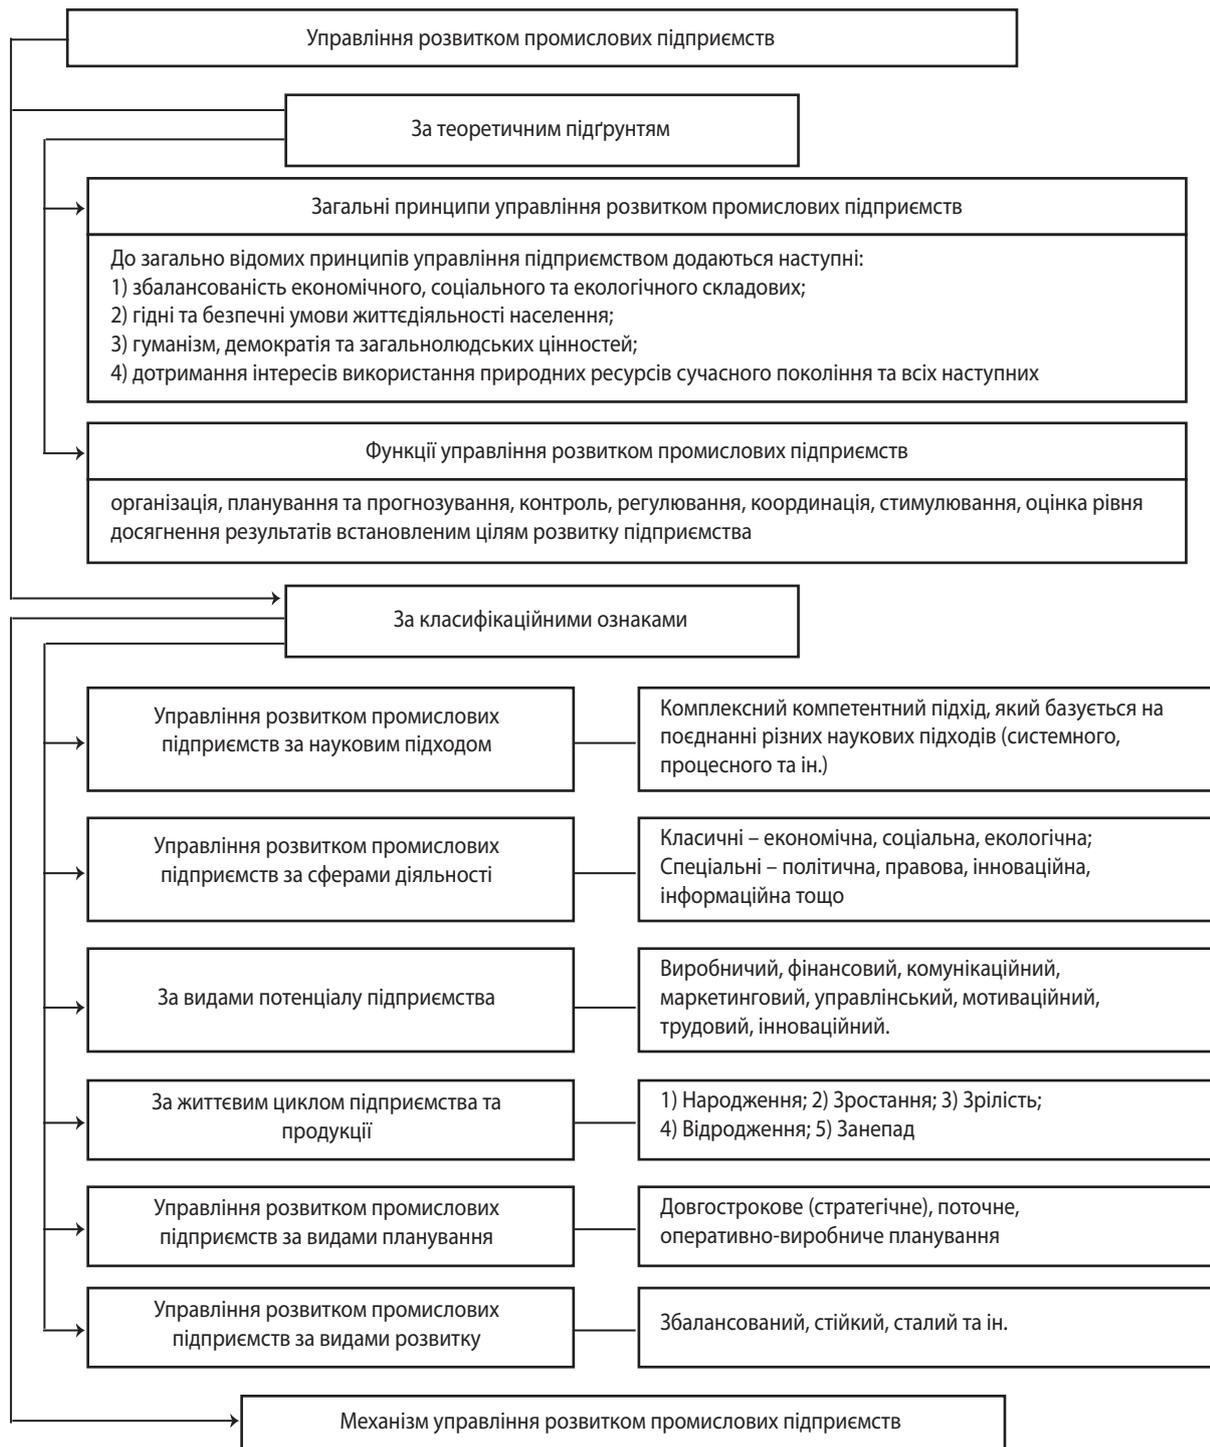 Управління розвитком промислових підприємств
За теоретичним підґрунтям
Загальні принципи управління розвитком промислових підприємств
До загально відомих принципів управління підприємством додаються наступні:
1) збалансованість економічного, соціального та екологічного складових;
2) гідні та безпечні умови життєдіяльності населення;
3) гуманізм, демократія та загальнолюдських цінностей;
4) дотримання інтересів використання природних ресурсів сучасного покоління та всіх наступних
Функції управління розвитком промислових підприємств
організація, планування та прогнозування, контроль, регулювання, координація, стимулювання, оцінка рівня
досягнення результатів встановленим цілям розвитку підприємства
За класифікаційними ознаками
Управління розвитком промислових
підприємств за науковим підходом
Комплексний компетентний підхід, який базується на
поєднанні різних наукових підходів (системного,
процесного та ін.)
Управління розвитком промислових
підприємств за сферами діяльності
Класичні – економічна, соціальна, екологічна;
Спеціальні – політична, правова, інноваційна,
інформаційна тощо
За видами потенціалу підприємства
Виробничий, фінансовий, комунікаційний,
маркетинговий, управлінський, мотиваційний,
трудовий, інноваційний.
За життєвим циклом підприємства та
продукції
1) Народження; 2) Зростання; 3) Зрілість;
4) Відродження; 5) Занепад
Управління розвитком промислових
підприємств за видами планування
Довгострокове (стратегічне), поточне,
оперативно-виробниче планування
Управління розвитком промислових
підприємств за видами розвитку
Збалансований, стійкий, сталий та ін.
Механізм управління розвитком промислових підприємств